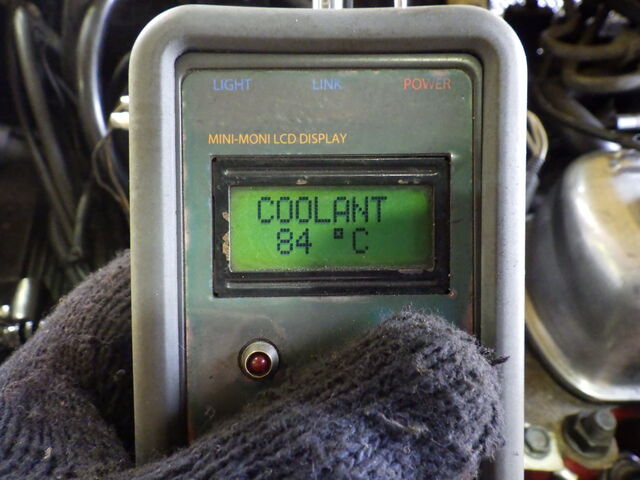 LIGHT LINK POWER
MINI-MONI LCD DISPLAY
COOLANT
84 °C